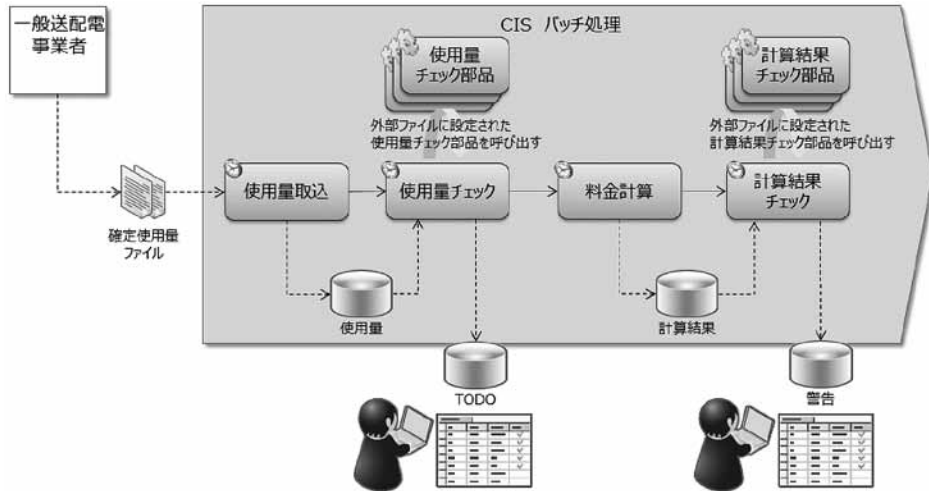 一般送配電
事業者
CIS バッチ処理
使用量
チェック部品
計算結果
チェック部品
外部ファイルに設定された
使用量チェック部品を呼び出す
外部ファイルに設定された
計算結果チェック部品を呼び出す
使用量取込
使用量チェック
料金計算
計算結果
チェック
確定使用量
ファイル
使用量
計算結果
TODO
警告